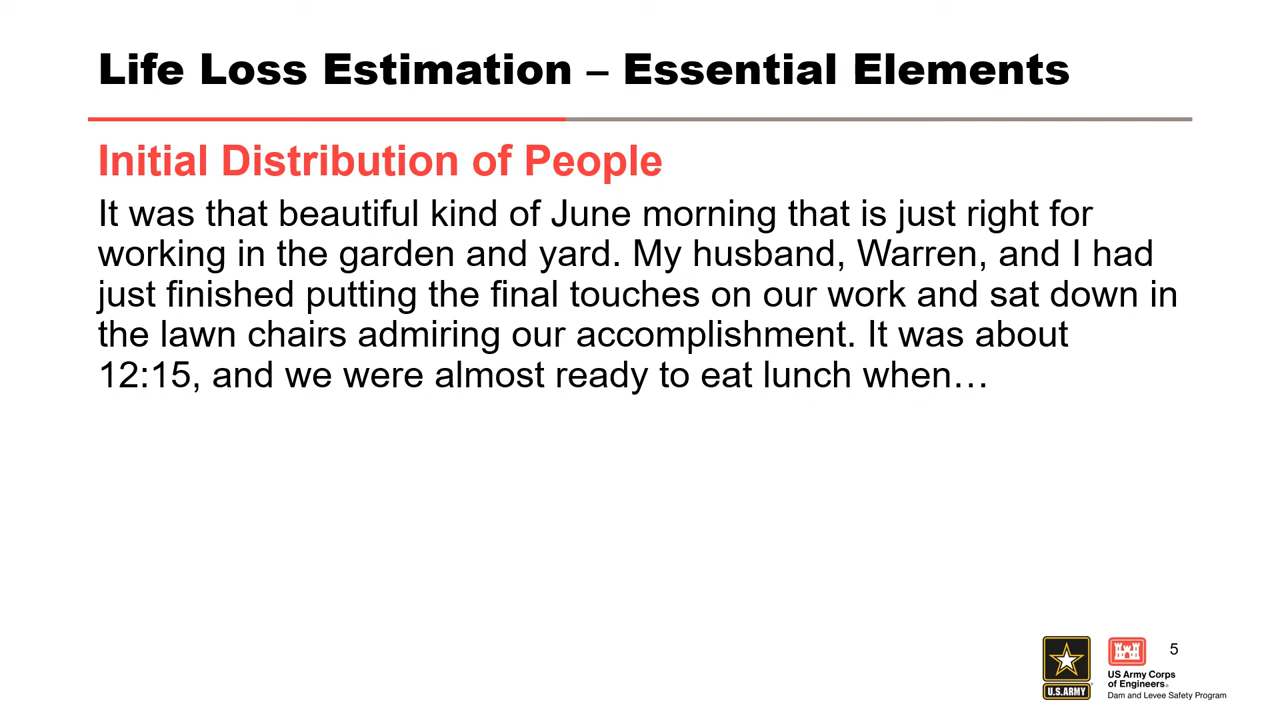 Life Loss Estimation – Essential Elements
Initial Distribution of People
It was that beautiful kind of June morning that is just right for
working in the garden and yard. My husband, Warren, and I had
just finished putting the final touches on our work and sat down in
the lawn chairs admiring our accomplishment. It was about
12:15, and we were almost ready to eat lunch when…
5
U.S.ARMY
US Army Corps
of Engineers®
Dam and Levee Safety Program